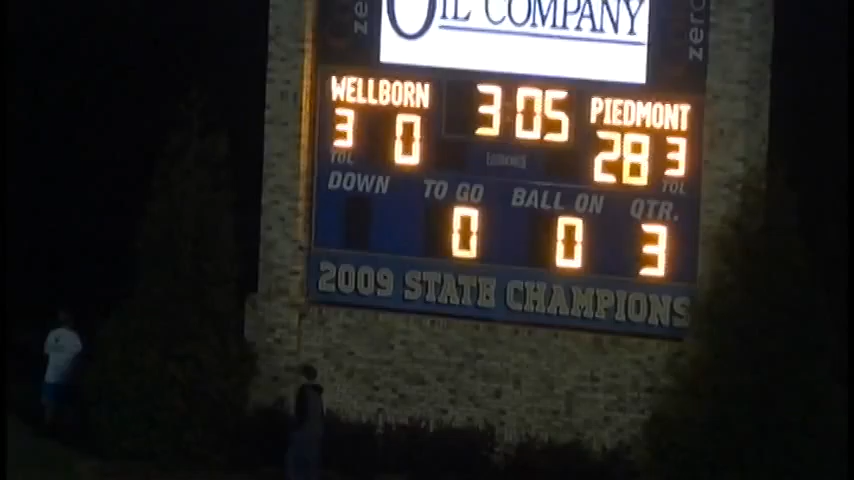 OIL COMPANY
zero
WELLBORN 3:05 PIEDMONT
3 0 28 3
TOL TOL
DOWN TO GO BALL ON QTR.
0 0 3
2009 STATE CHAMPIONS